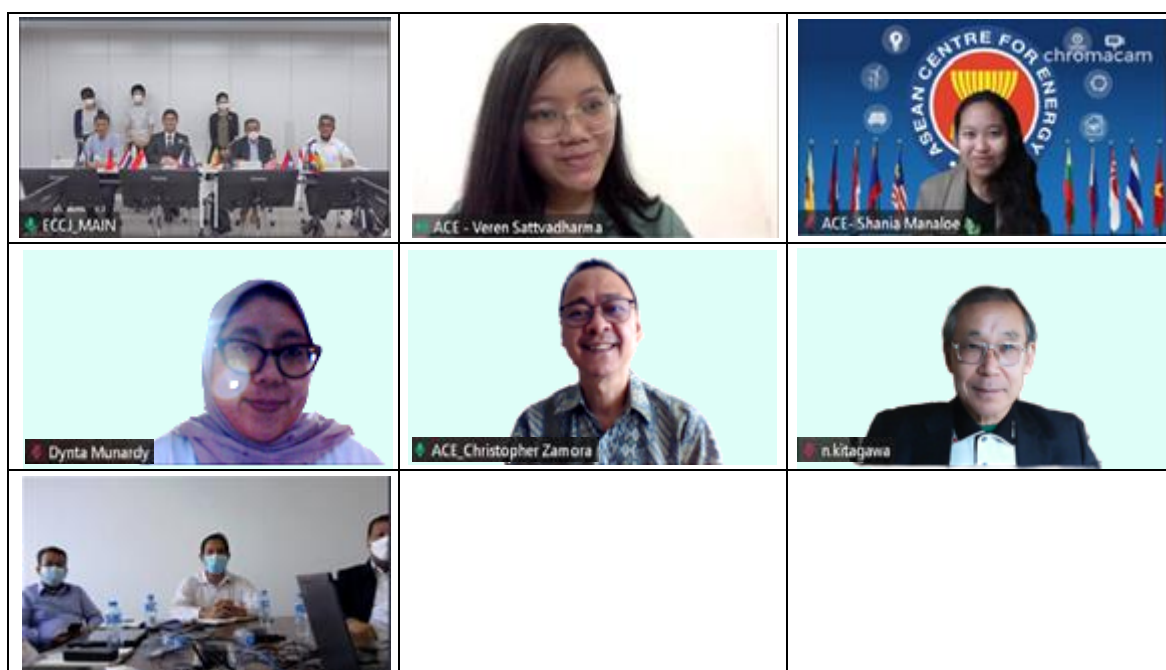 ECCJ_MAIN
ACE - Veren Sattvadharma
ASEAN CENTRE FOR ENERGY
chromacam
ACE- Shania Manaloe
Dynta Munardy
ACE_Christopher Zamora
n.kitagawa